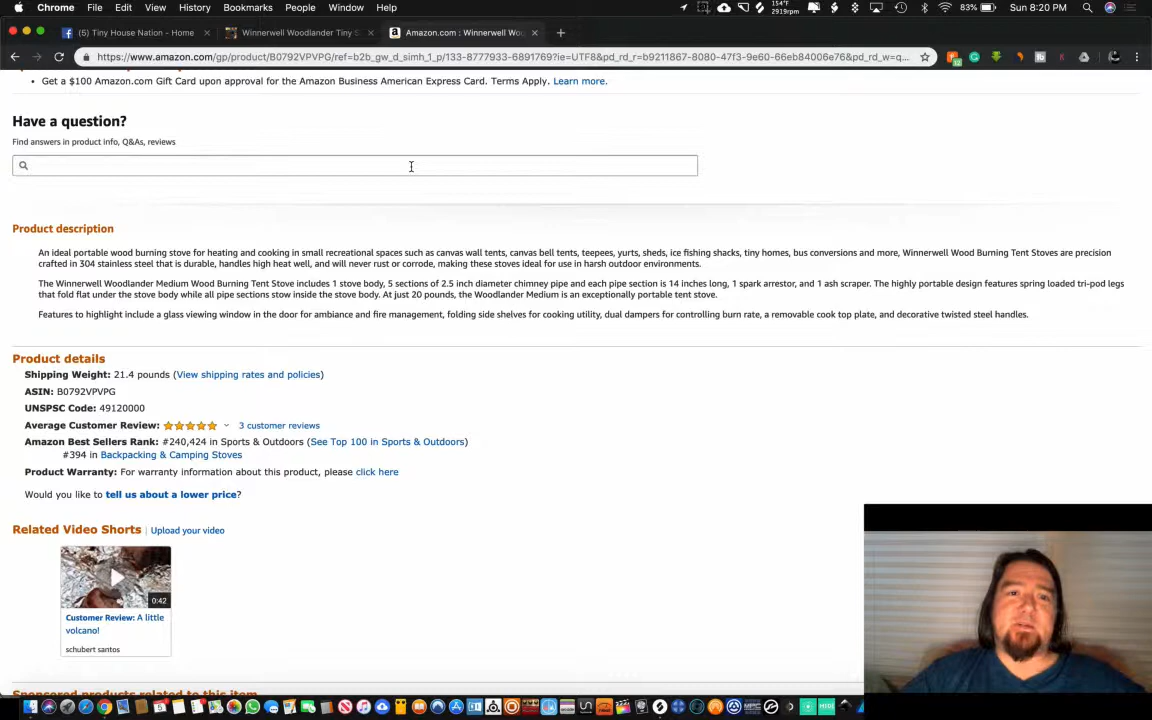 Chrome File Edit View History Bookmarks People Window Help 154°F 2919rpm 83% Sun 8:20 PM
(5) Tiny House Nation - Home Winnerwell Woodlander Tiny S Amazon.com : Winnerwell Woo
https://www.amazon.com/gp/product/B0792VPVPG/ref=b2b_gw_d_simh_1_p/133-8777933-6891769?ie=UTF8&pd_rd_r=b9211867-8080-47f3-9e60-66eb84006e76&pd_rd_w=q...
Get a $100 Amazon.com Gift Card upon approval for the Amazon Business American Express Card. Terms Apply. Learn more.
Have a question?
Find answers in product info, Q&As, reviews
Product description
An ideal portable wood burning stove for heating and cooking in small recreational spaces such as canvas wall tents, canvas bell tents, teepees, yurts, sheds, ice fishing shacks, tiny homes, bus conversions and more, Winnerwell Wood Burning Tent Stoves are precision
crafted in 304 stainless steel that is durable, handles high heat well, and will never rust or corrode, making these stoves ideal for use in harsh outdoor environments.
The Winnerwell Woodlander Medium Wood Burning Tent Stove includes 1 stove body, 5 sections of 2.5 inch diameter chimney pipe and each pipe section is 14 inches long, 1 spark arrestor, and 1 ash scraper. The highly portable design features spring loaded tri-pod legs
that fold flat under the stove body while all pipe sections stow inside the stove body. At just 20 pounds, the Woodlander Medium is an exceptionally portable tent stove.
Features to highlight include a glass viewing window in the door for ambiance and fire management, folding side shelves for cooking utility, dual dampers for controlling burn rate, a removable cook top plate, and decorative twisted steel handles.
Product details
Shipping Weight: 21.4 pounds (View shipping rates and policies)
ASIN: B0792VPVPG
UNSPSC Code: 49120000
Average Customer Review: 3 customer reviews
Amazon Best Sellers Rank: #240,424 in Sports & Outdoors (See Top 100 in Sports & Outdoors)
#394 in Backpacking & Camping Stoves
Product Warranty: For warranty information about this product, please click here
Would you like to tell us about a lower price?
Related Video Shorts | Upload your video
0:42
Customer Review: A little
volcano!
schubert santos
Sponsored products related to this item